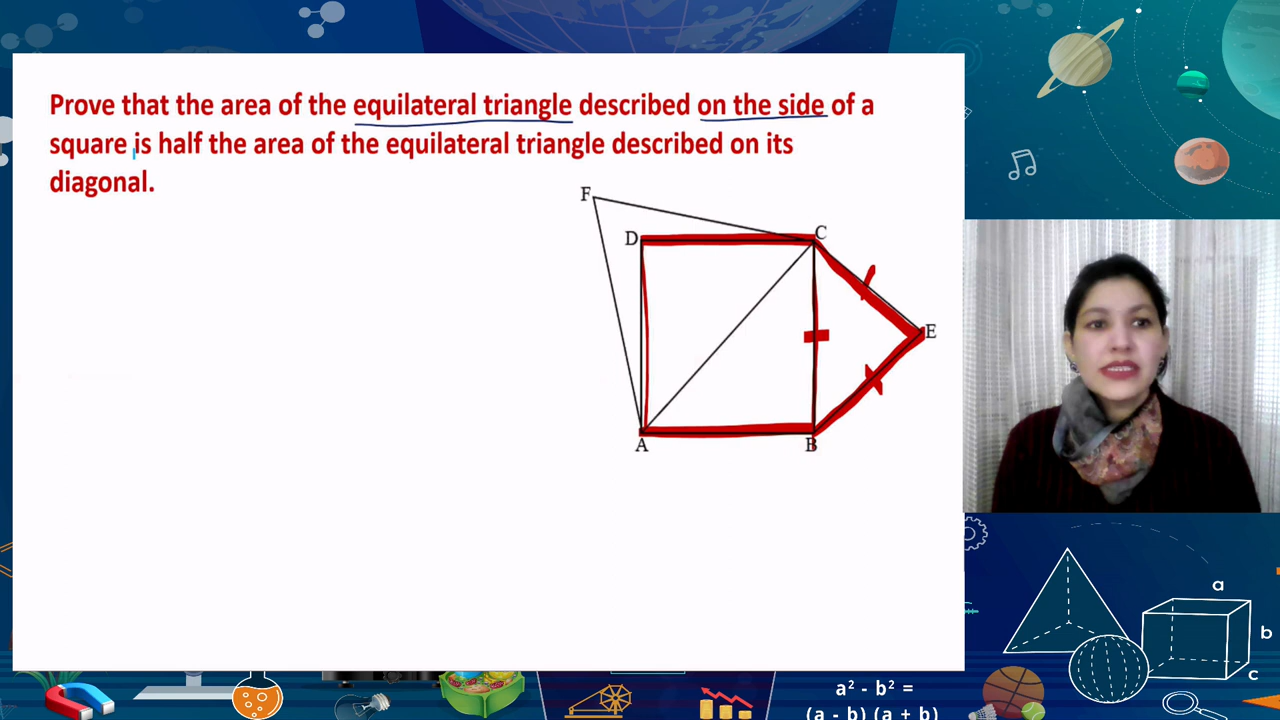 Prove that the area of the equilateral triangle described on the side of a
square is half the area of the equilateral triangle described on its
diagonal.
F
D
C
E
A
B
a
b
c
a² - b² =
(a - b) (a + b)